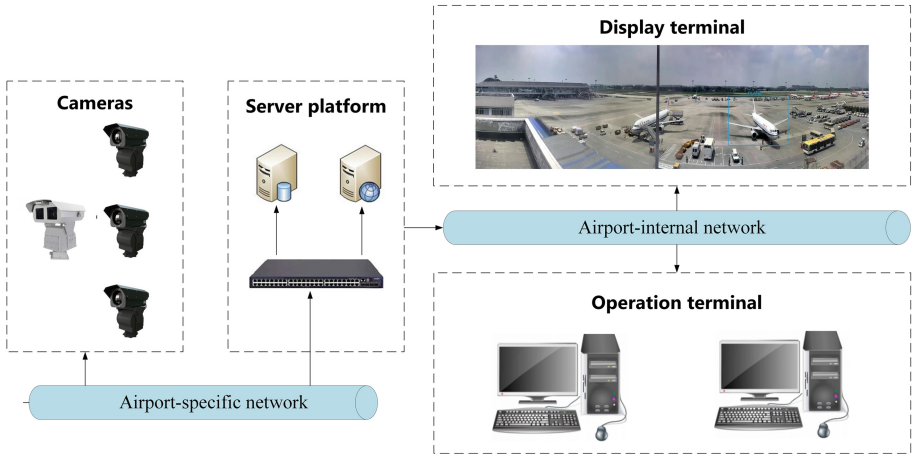 Display terminal
Cameras
Server platform
Airport-internal network
Operation terminal
Airport-specific network